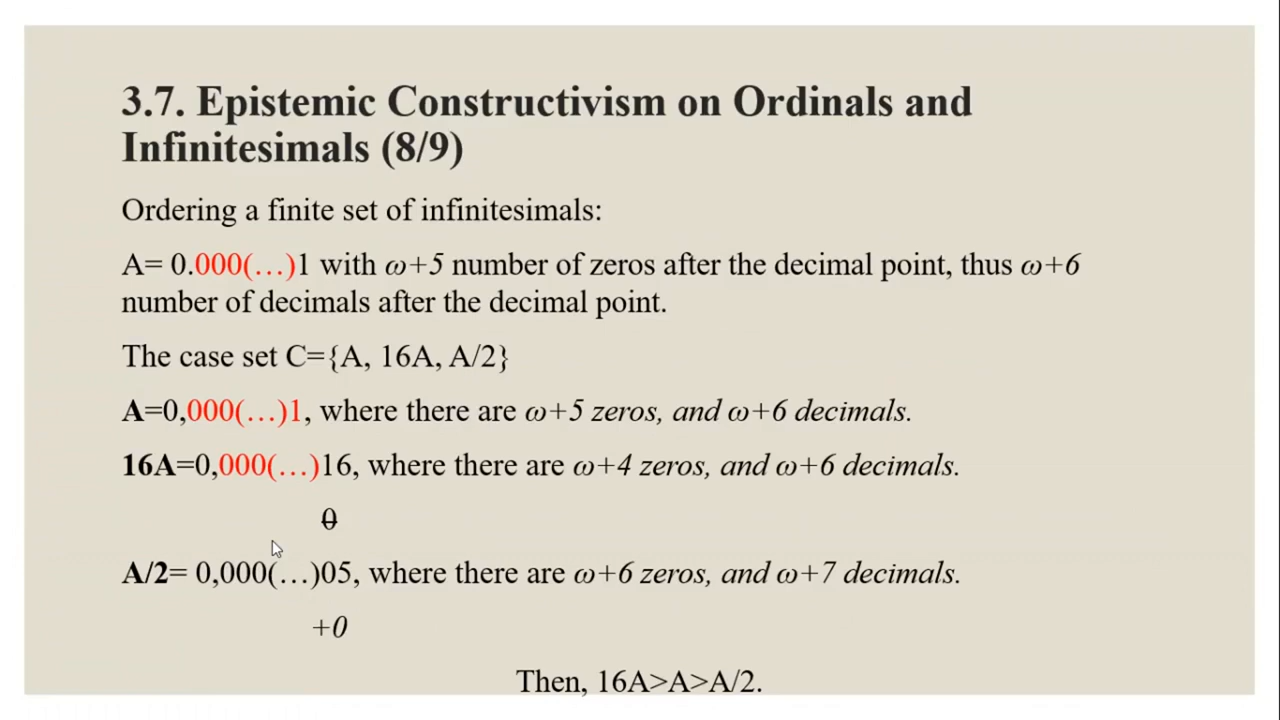 3.7. Epistemic Constructivism on Ordinals and
Infinitesimals (8/9)
Ordering a finite set of infinitesimals:
A= 0.000(…)1 with ω+5 number of zeros after the decimal point, thus ω+6
number of decimals after the decimal point.
The case set C={A, 16A, A/2}
A=0,000(…)1, where there are ω+5 zeros, and ω+6 decimals.
16A=0,000(…)16, where there are ω+4 zeros, and ω+6 decimals.
0
A/2= 0,000(…)05, where there are ω+6 zeros, and ω+7 decimals.
+0
Then, 16A>A>A/2.